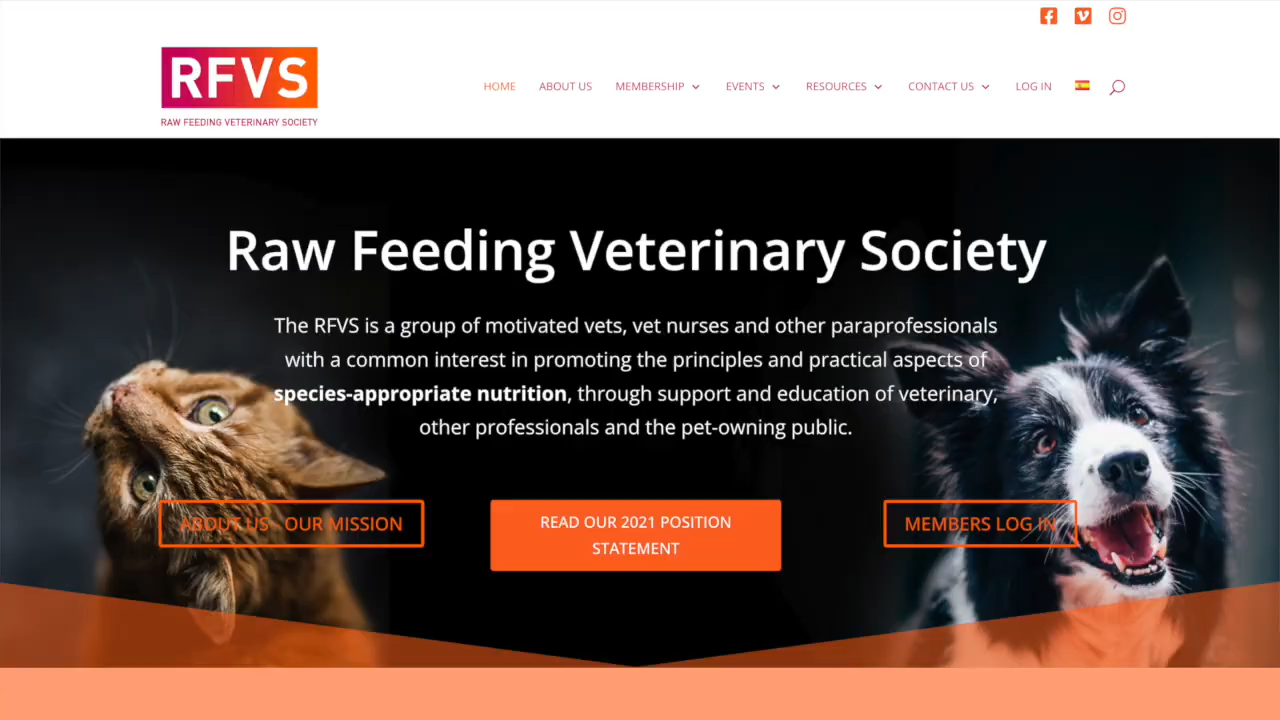 RFVS
RAW FEEDING VETERINARY SOCIETY
HOME
ABOUT US
MEMBERSHIP
EVENTS
RESOURCES
CONTACT US
LOG IN
Raw Feeding Veterinary Society
The RFVS is a group of motivated vets, vet nurses and other paraprofessionals
with a common interest in promoting the principles and practical aspects of
species-appropriate nutrition, through support and education of veterinary,
other professionals and the pet-owning public.
ABOUT US - OUR MISSION
READ OUR 2021 POSITION
STATEMENT
MEMBERS LOG IN